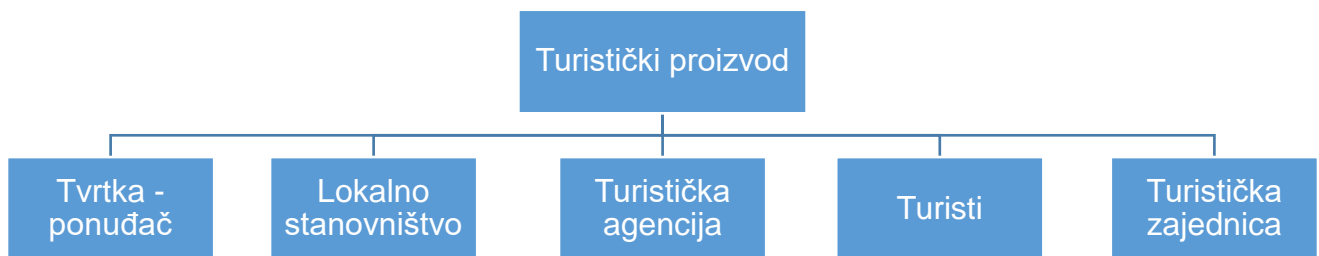 Turistički proizvod
Tvrtka -
ponuđač
Lokalno
stanovništvo
Turistička
agencija
Turisti
Turistička
zajednica